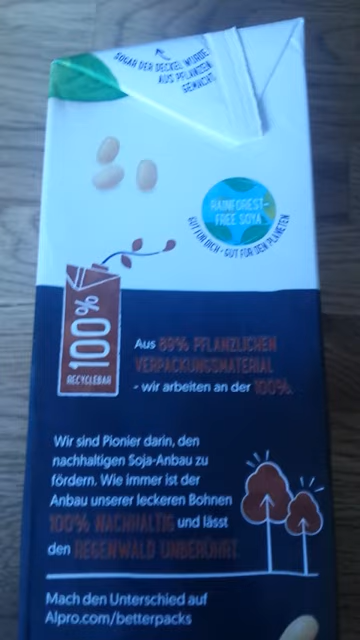 SOGAR DER DECKEL WURDE
AUS PFLANZEN
GEMACHT
RAINFOREST-
FREE SOYA
GUT FÜR DICH • GUT FÜR DEN PLANETEN
100%
RECYCLEBAR
Aus 89% PFLANZLICHEN
VERPACKUNGSMATERIAL
- wir arbeiten an der 100%.
Wir sind Pionier darin, den
nachhaltigen Soja-Anbau zu
fördern. Wie immer ist der
Anbau unserer leckeren Bohnen
100% NACHHALTIG und lässt
den REGENWALD UNBERÜHRT
Mach den Unterschied auf
Alpro.com/betterpacks